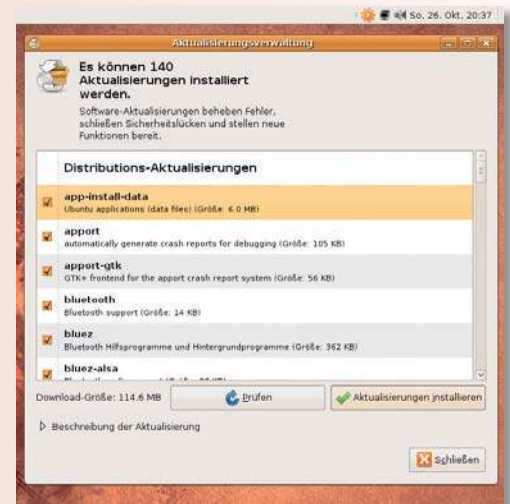 So, 26. Okt, 20:37
Aktualisierungsverwaltung
Es können 140
Aktualisierungen installiert
werden.
Software-Aktualisierungen beheben Fehler,
schließen Sicherheitslücken und stellen neue
Funktionen bereit.
Distributions-Aktualisierungen
app-install-data
Ubuntu applications (data files) (Größe: 6.0 MB)
apport
automatically generate crash reports for debugging (Größe: 105 KB)
apport-gtk
GTK+ frontend for the apport crash report system (Größe: 56 KB)
bluetooth
Bluetooth support (Größe: 14 KB)
bluez
Bluetooth Hilfsprogramme und Hintergrundprogramme (Größe: 362 KB)
bluez-alsa
Download-Größe: 114.6 MB
Prüfen
Aktualisierungen installieren
Beschreibung der Aktualisierung
Schließen